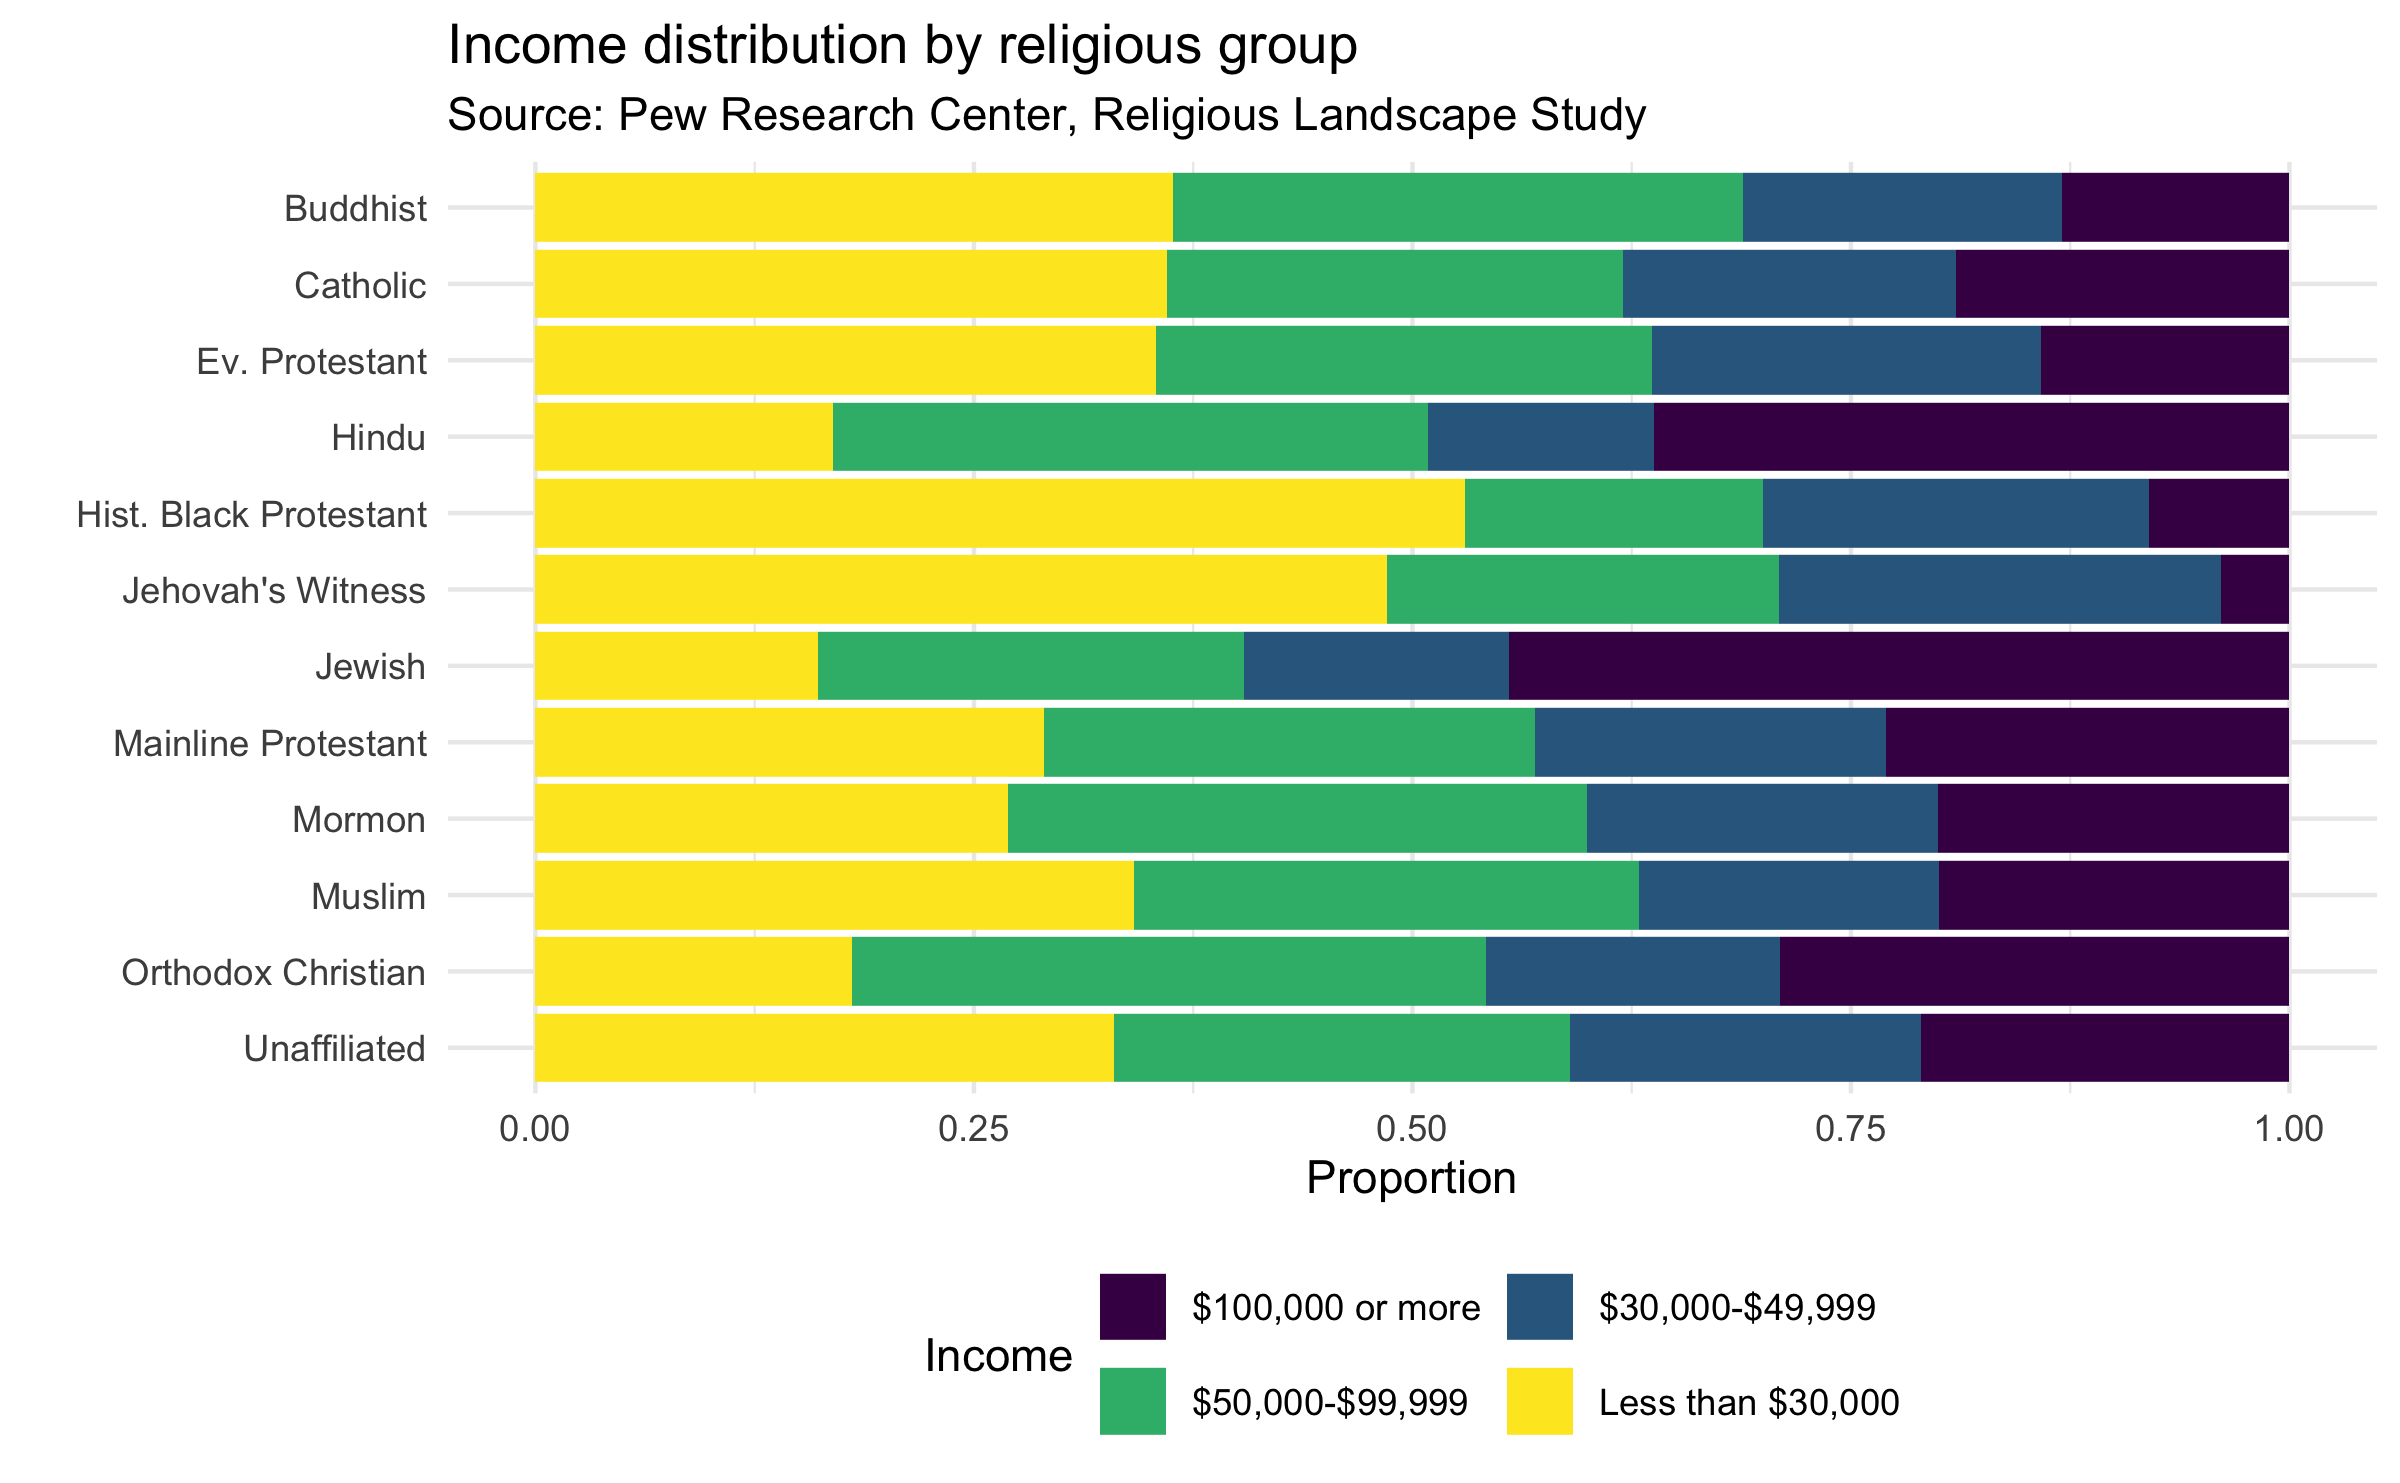 Income distribution by religious group
Source: Pew Research Center, Religious Landscape Study
Buddhist
Catholic
Ev. Protestant
Hindu
Hist. Black Protestant
Jehovah's Witness
Jewish
Mainline Protestant
Mormon
Muslim
Orthodox Christian
Unaffiliated
0.00 0.25 0.50 0.75 1.00
Proportion
Income
$100,000 or more
$30,000-$49,999
$50,000-$99,999
Less than $30,000